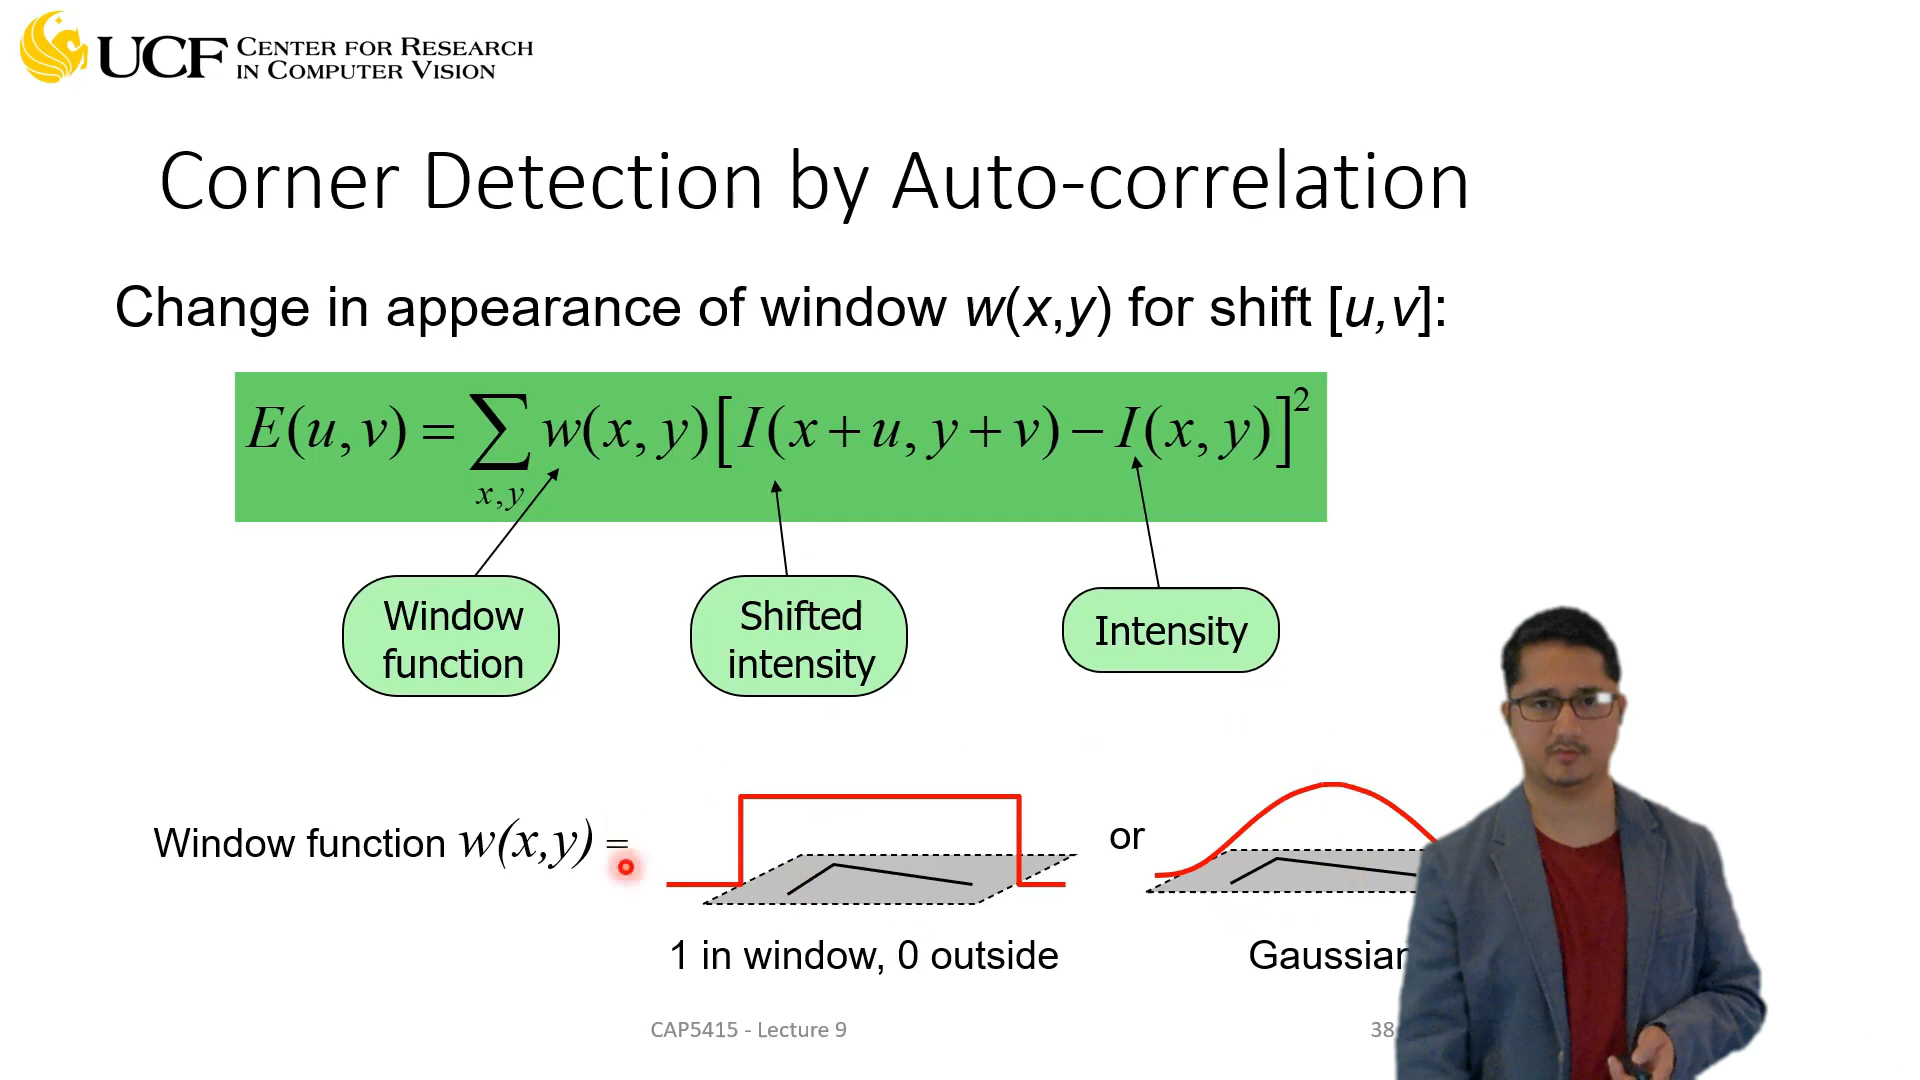 UCF CENTER FOR RESEARCH
IN COMPUTER VISION
Corner Detection by Auto-correlation
Change in appearance of window w(x,y) for shift [u,v]:
E(u,v) = ∑ w(x,y)[I(x+u, y+v) − I(x,y)]²
x,y
Window
function
Shifted
intensity
Intensity
Window function w(x,y) =
or
1 in window, 0 outside
Gaussian
CAP5415 - Lecture 9
38